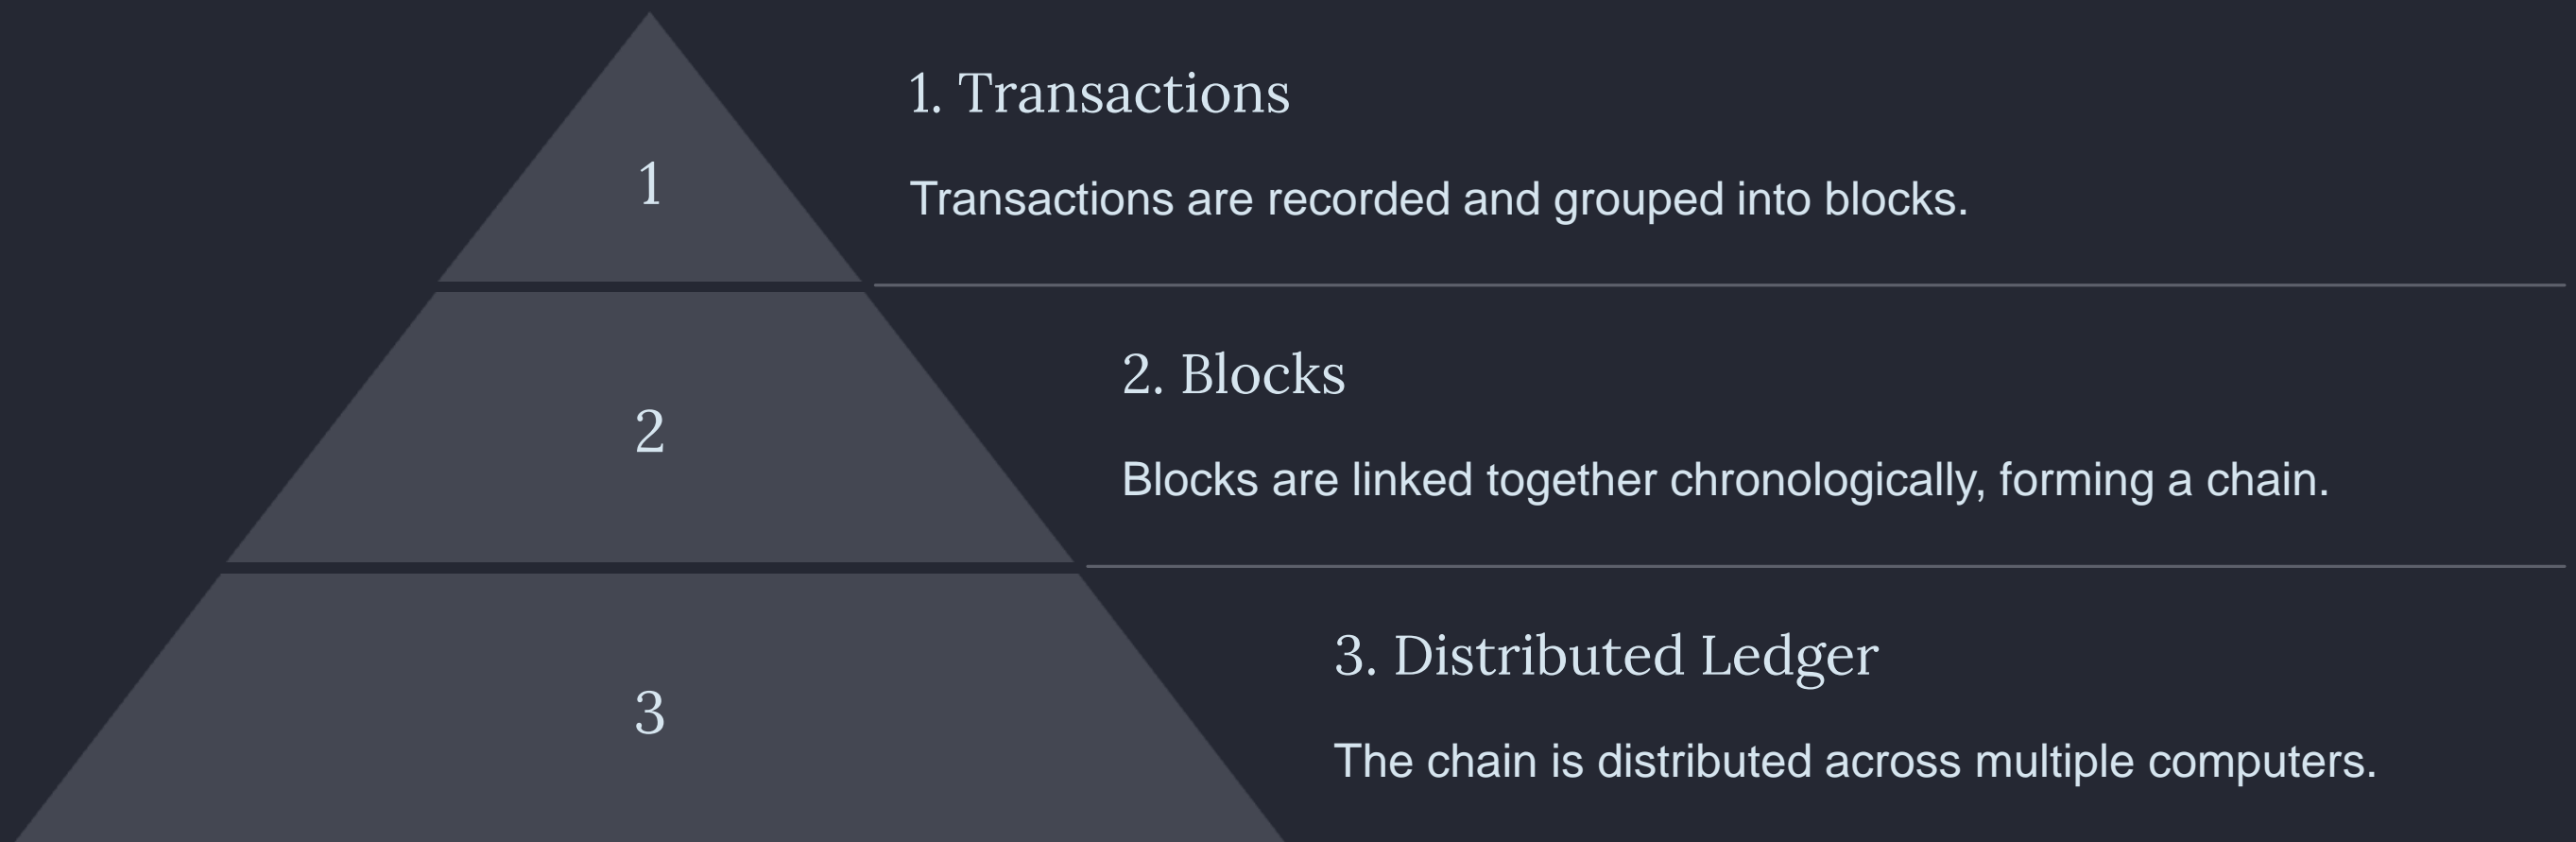 1
1. Transactions
Transactions are recorded and grouped into blocks.
2
2. Blocks
Blocks are linked together chronologically, forming a chain.
3
3. Distributed Ledger
The chain is distributed across multiple computers.